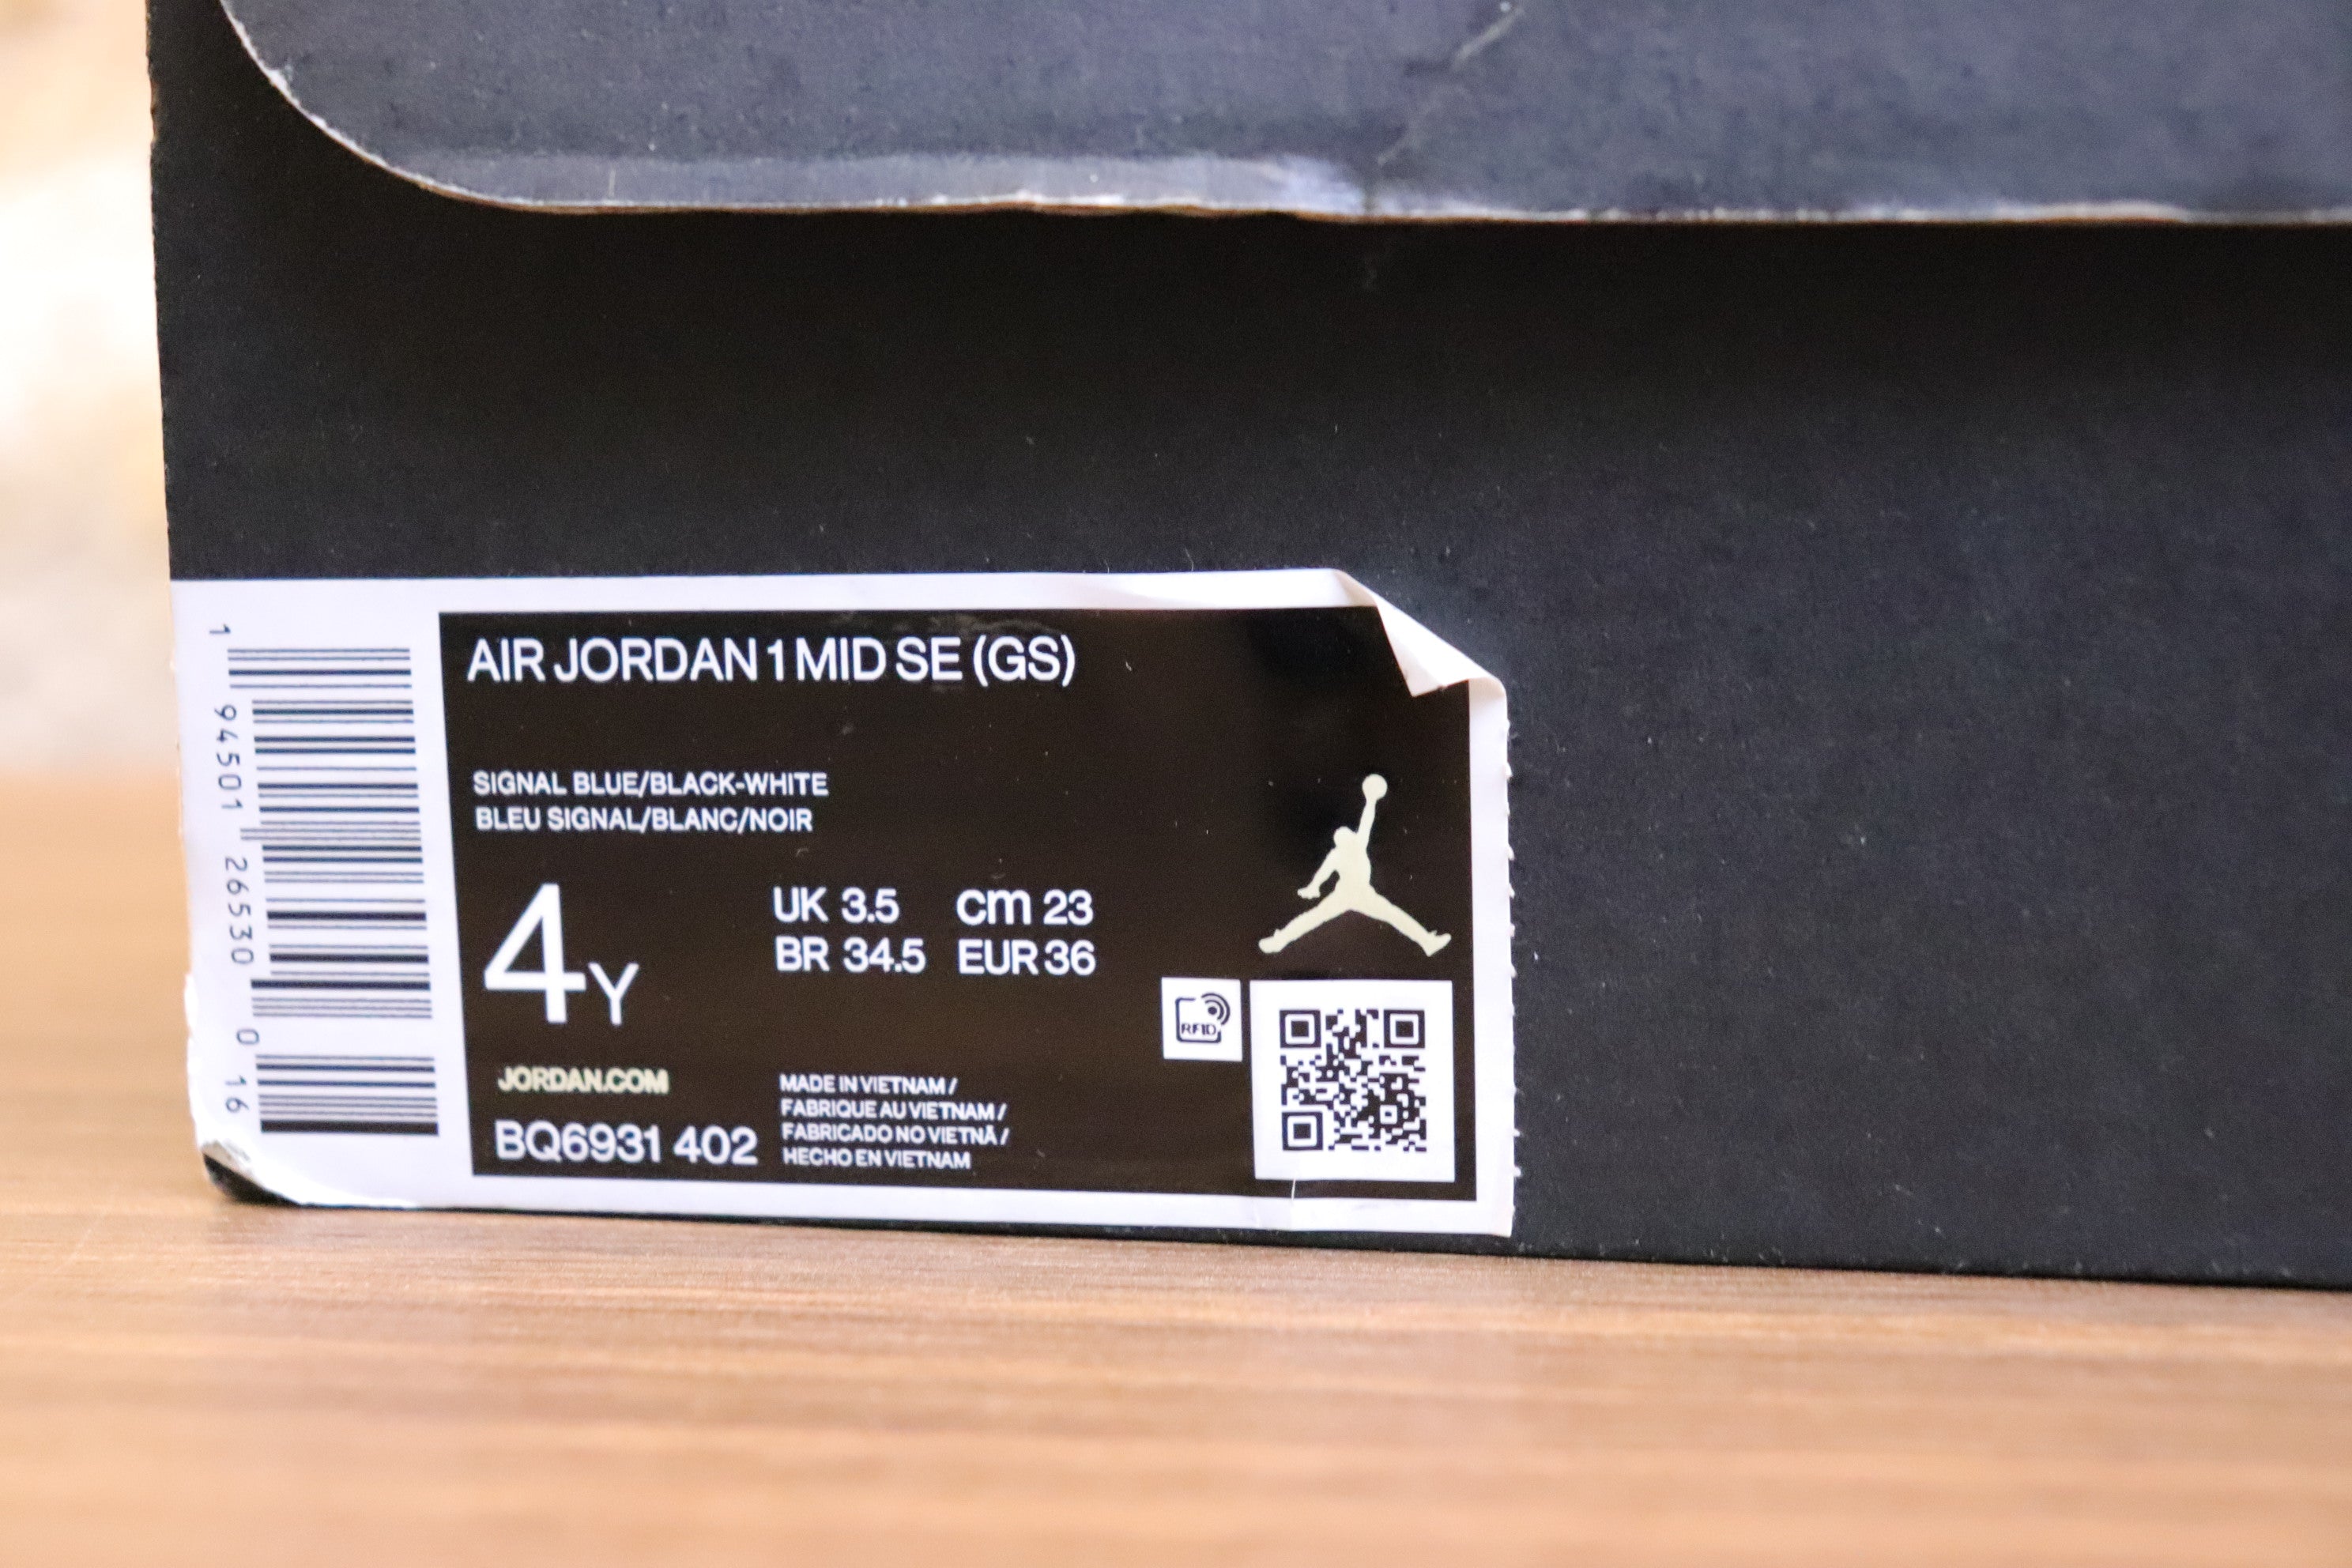 AIR JORDAN 1 MID SE (GS)
SIGNAL BLUE/BLACK-WHITE
BLEU SIGNAL/BLANC/NOIR
4Y
UK 3.5 cm 23
BR 34.5 EUR 36
RFID
JORDAN.COM
BQ6931 402
MADE IN VIETNAM /
FABRIQUE AU VIETNAM /
FABRICADO NO VIETNÃ /
HECHO EN VIETNAM
1 94501 26530 0 16